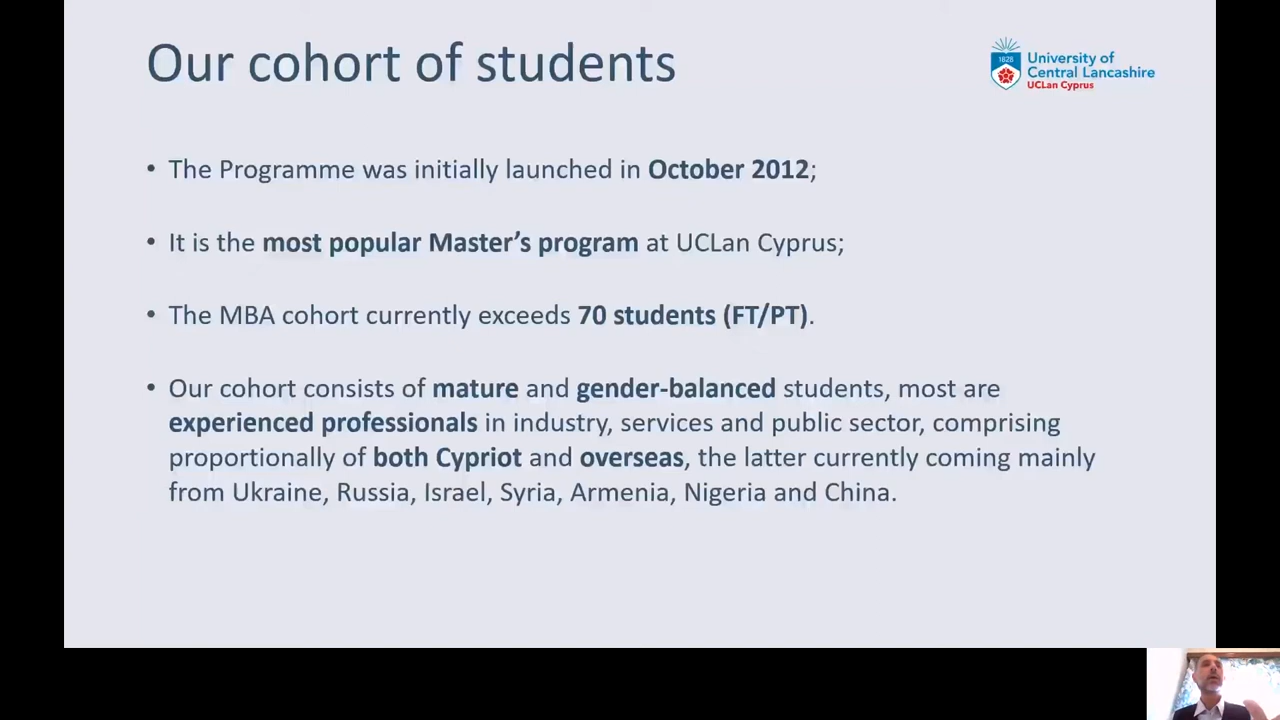 Our cohort of students
1828
University of
Central Lancashire
UCLan Cyprus
• The Programme was initially launched in October 2012;
• It is the most popular Master’s program at UCLan Cyprus;
• The MBA cohort currently exceeds 70 students (FT/PT).
• Our cohort consists of mature and gender-balanced students, most are
experienced professionals in industry, services and public sector, comprising
proportionally of both Cypriot and overseas, the latter currently coming mainly
from Ukraine, Russia, Israel, Syria, Armenia, Nigeria and China.